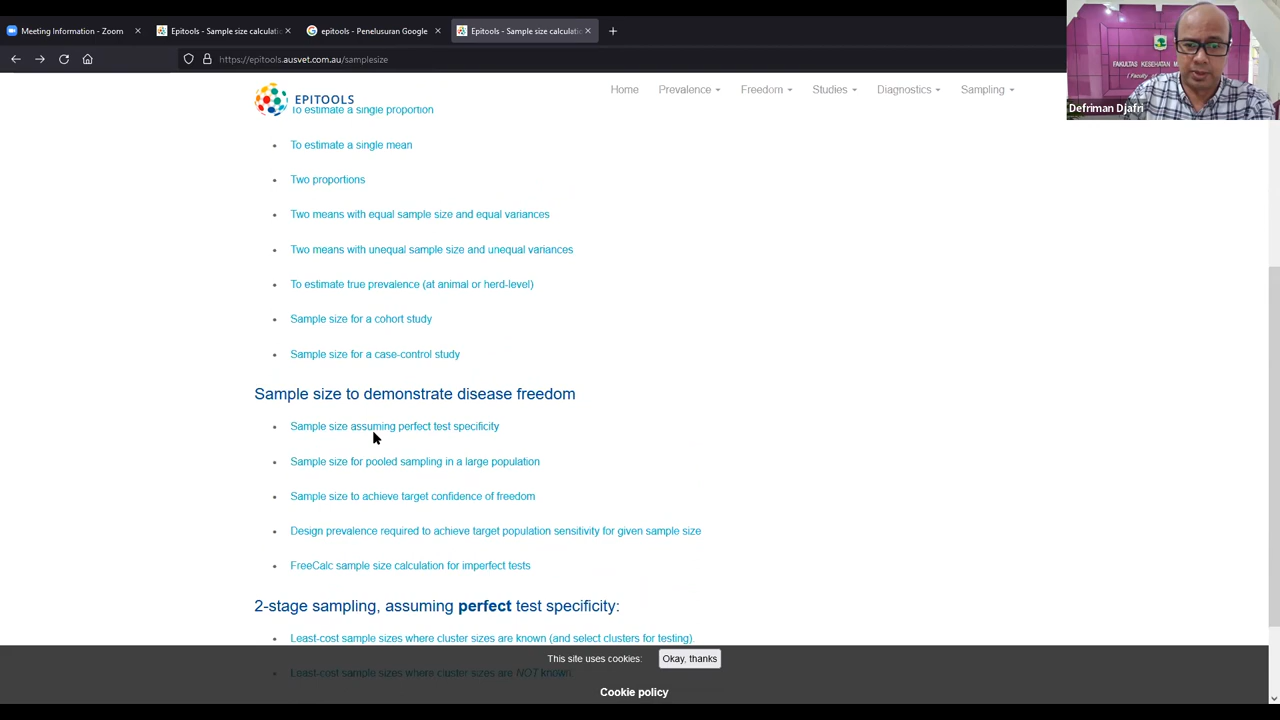 Meeting Information - Zoom
Epitools - Sample size calculati
epitools - Penelusuran Google
Epitools - Sample size calculati
https://epitools.ausvet.com.au/samplesize
FAKULTAS KESEHATAN M
(Faculty of
Defriman Djafri
EPITOOLS
Home
Prevalence
Freedom
Studies
Diagnostics
Sampling
To estimate a single proportion
To estimate a single mean
Two proportions
Two means with equal sample size and equal variances
Two means with unequal sample size and unequal variances
To estimate true prevalence (at animal or herd-level)
Sample size for a cohort study
Sample size for a case-control study
Sample size to demonstrate disease freedom
Sample size assuming perfect test specificity
Sample size for pooled sampling in a large population
Sample size to achieve target confidence of freedom
Design prevalence required to achieve target population sensitivity for given sample size
FreeCalc sample size calculation for imperfect tests
2-stage sampling, assuming perfect test specificity:
Least-cost sample sizes where cluster sizes are known (and select clusters for testing).
This site uses cookies:
Okay, thanks
Least-cost sample sizes where cluster sizes are NOT known
Cookie policy